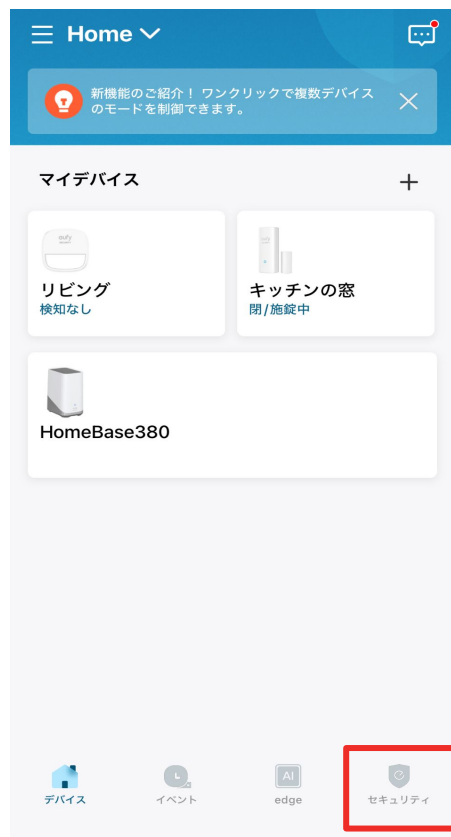 Home
新機能のご紹介！ ワンクリックで複数デバイス
のモードを制御できます。
マイデバイス
eufy
リビング
検知なし
キッチンの窓
閉/施錠中
HomeBase380
AI
デバイス
イベント
edge
セキュリティ